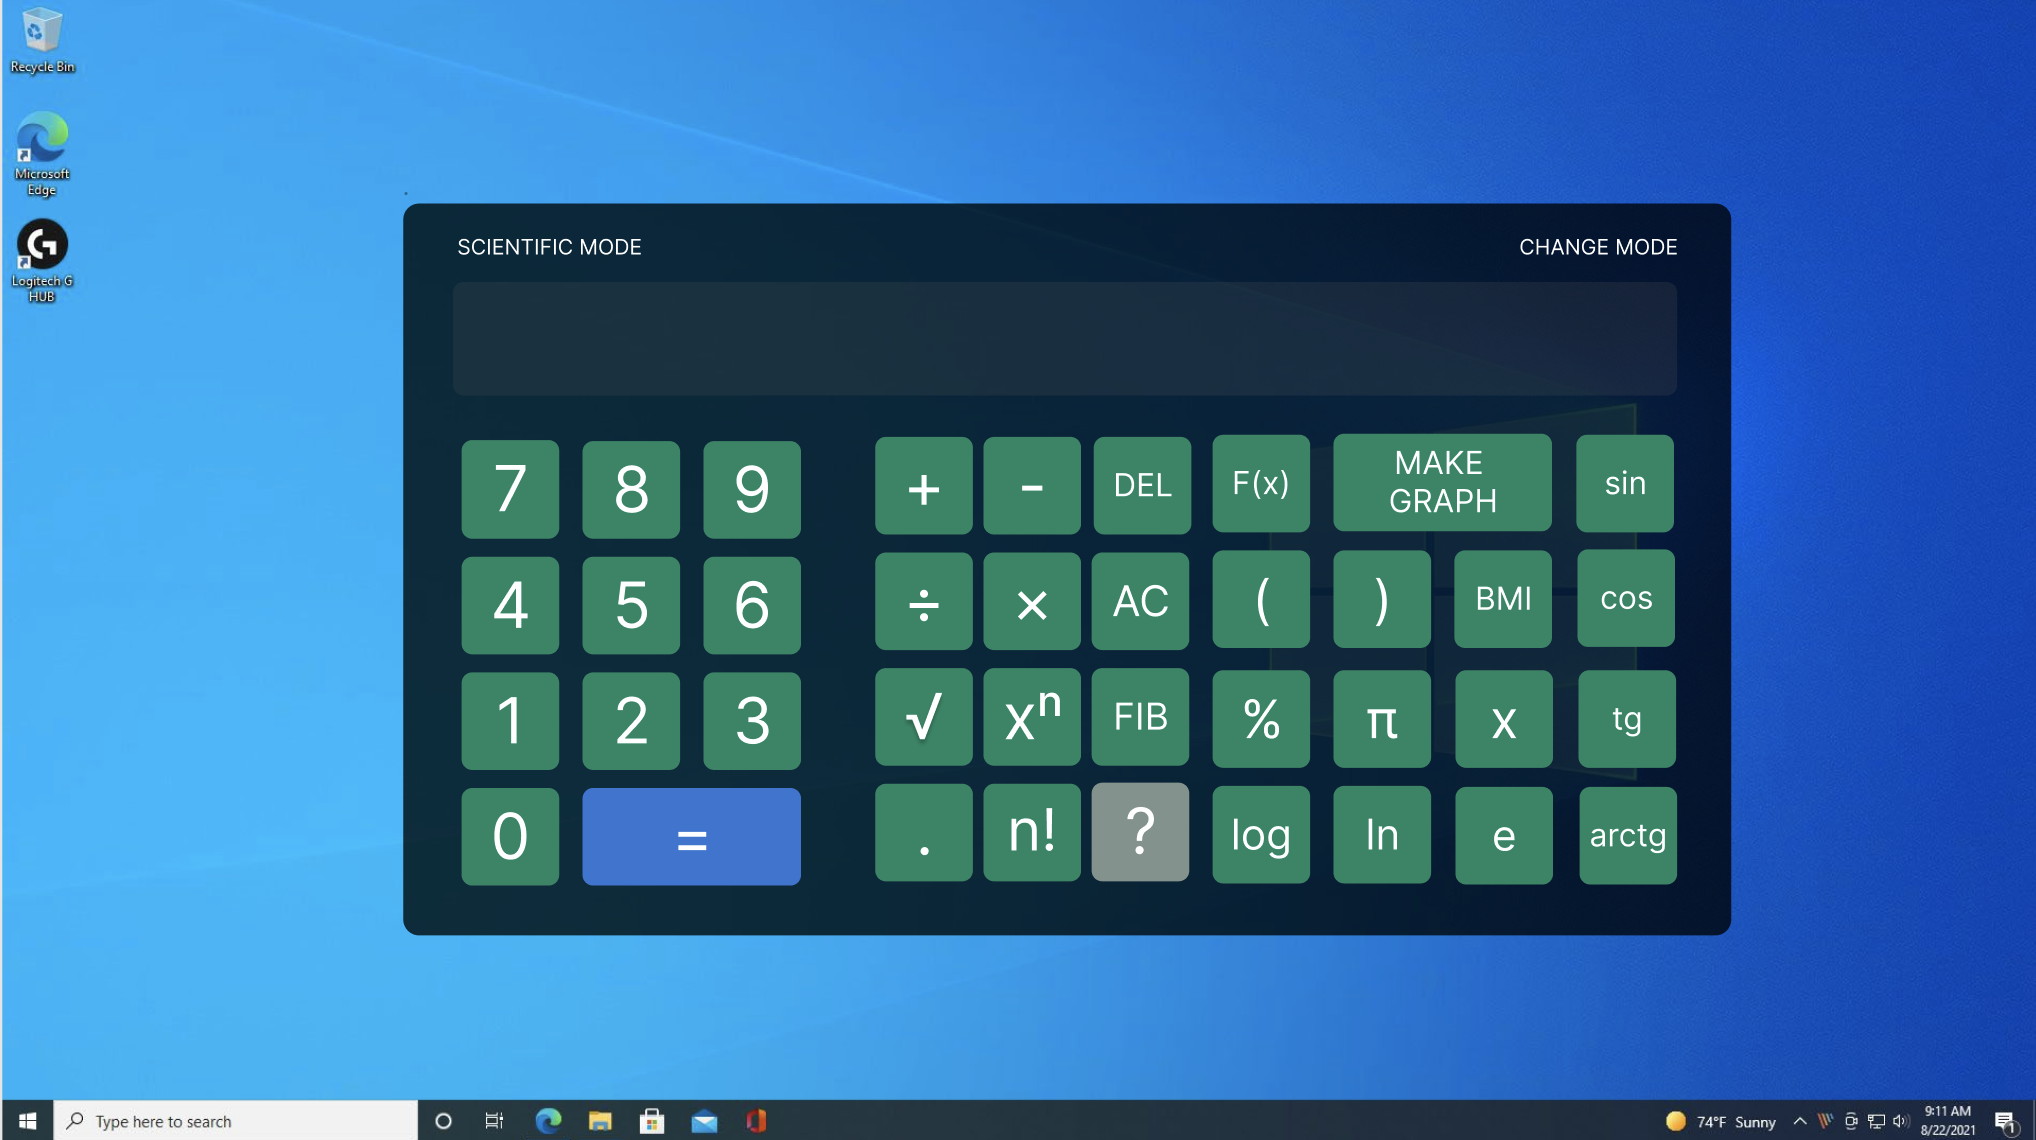 Recycle Bin
Microsoft
Edge
Logitech G
HUB
SCIENTIFIC MODE
CHANGE MODE
7 8 9 + - DEL F(x) MAKE GRAPH sin
4 5 6 ÷ × AC ( ) BMI cos
1 2 3 √ xⁿ FIB % π x tg
0 = . n! ? log ln e arctg
Type here to search
74°F Sunny
9:11 AM
8/22/2021
1